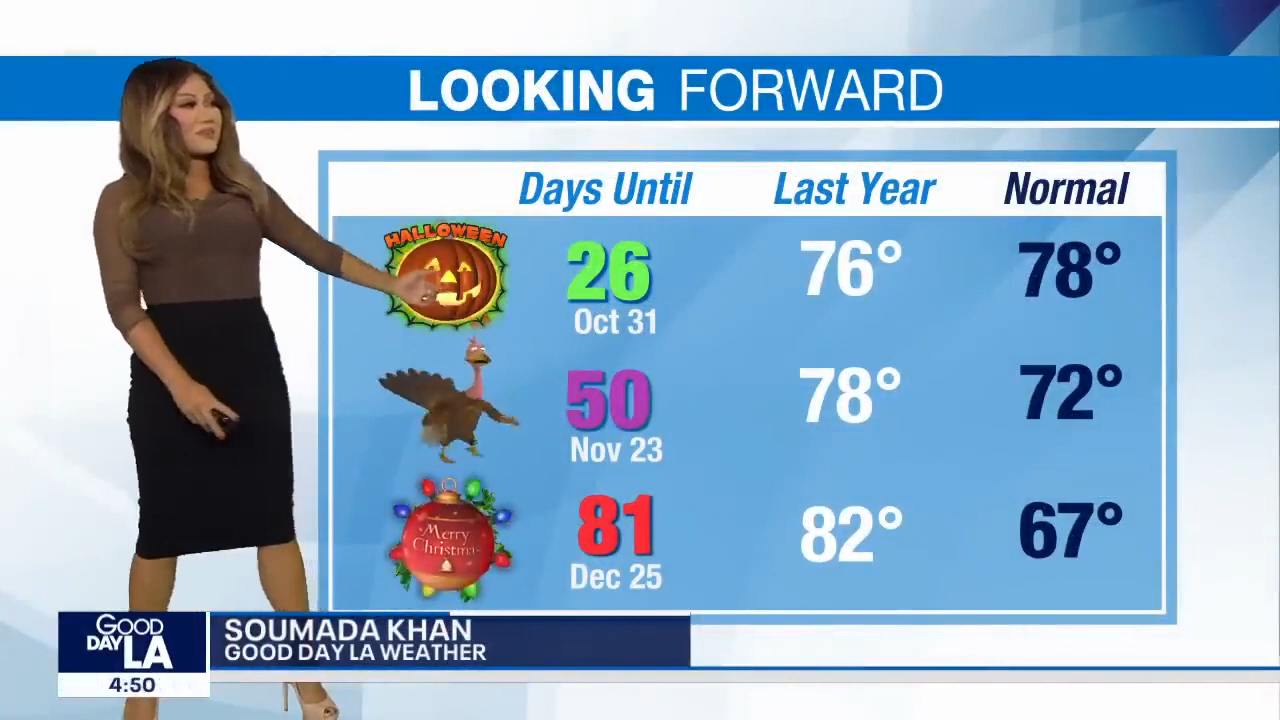 LOOKING FORWARD
Days Until Last Year Normal
HALLOWEEN
26 76° 78°
Oct 31
50 78° 72°
Nov 23
81 82° 67°
Merry
Christmas
Dec 25
GOOD
DAY LA
SOUMADA KHAN
GOOD DAY LA WEATHER
4:50